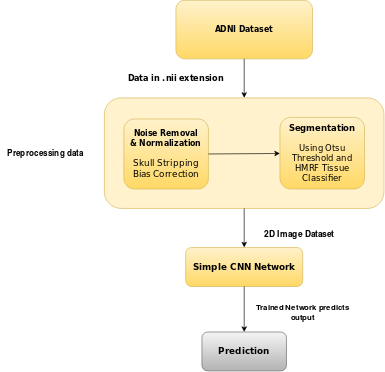 ADNI Dataset
Data in .nii extension
Preprocessing data
Noise Removal
& Normalization
Skull Stripping
Bias Correction
Segmentation
Using Otsu
Threshold and
HMRF Tissue
Classifier
2D Image Dataset
Simple CNN Network
Trained Network predicts
output
Prediction